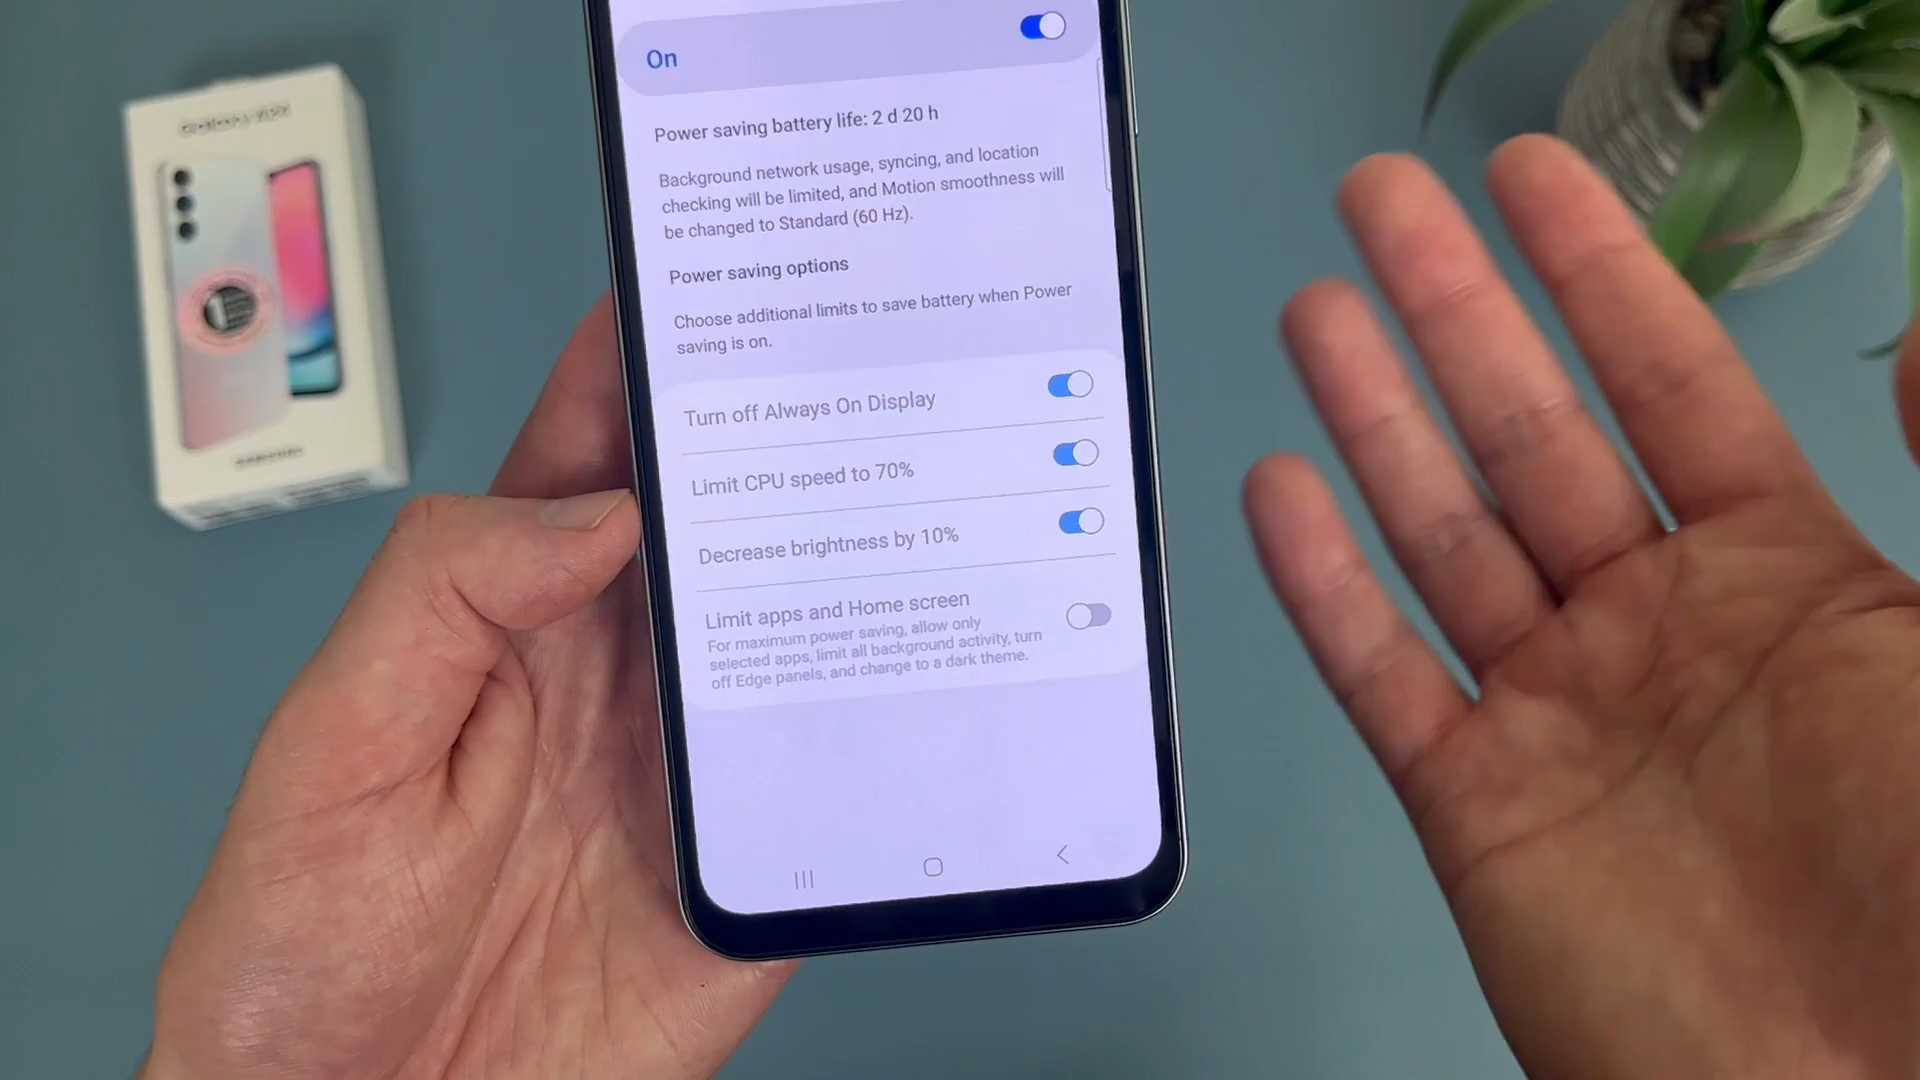 On
Power saving battery life: 2 d 20 h
Background network usage, syncing, and location
checking will be limited, and Motion smoothness will
be changed to Standard (60 Hz).
Power saving options
Choose additional limits to save battery when Power
saving is on.
Turn off Always On Display
Limit CPU speed to 70%
Decrease brightness by 10%
Limit apps and Home screen
For maximum power saving, allow only
selected apps, limit all background activity, turn
off Edge panels, and change to a dark theme.
SAMSUNG